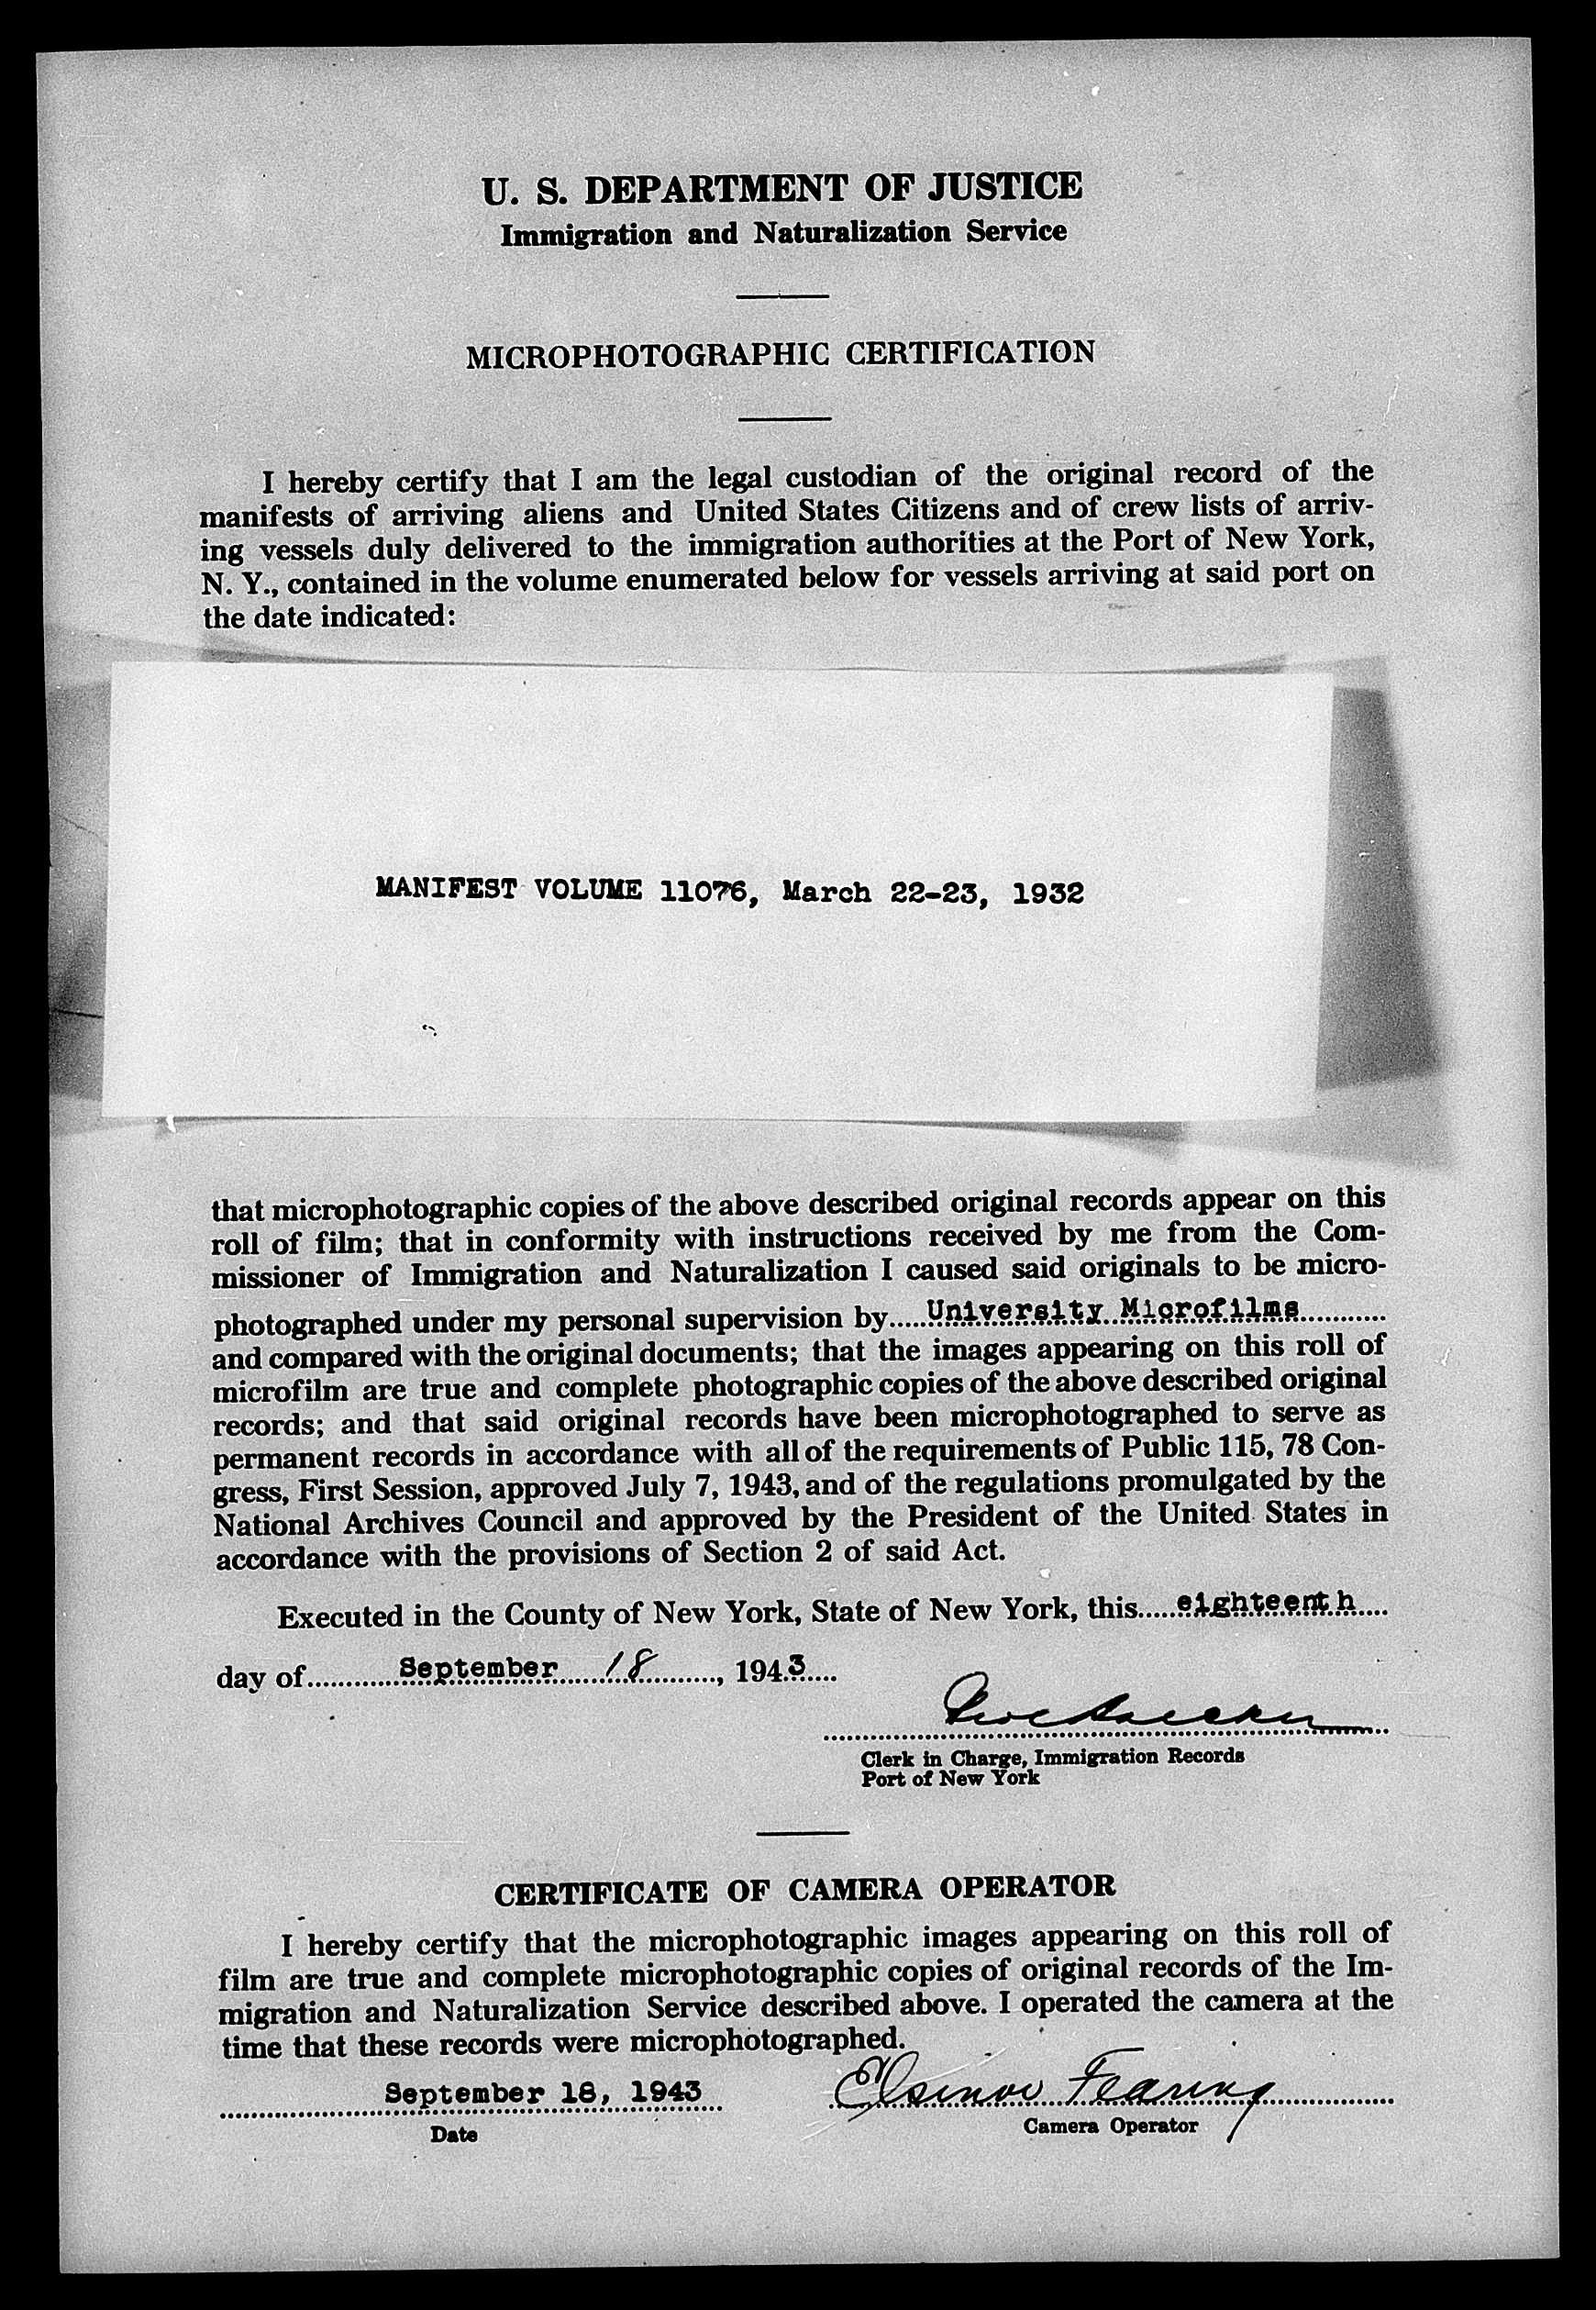 U. S. DEPARTMENT OF JUSTICE
Immigration and Naturalization Service
MICROPHOTOGRAPHIC CERTIFICATION
I hereby certify that I am the legal custodian of the original record of the
manifests of arriving aliens and United States Citizens and of crew lists of arriv-
ing vessels duly delivered to the immigration authorities at the Port of New York,
N. Y., contained in the volume enumerated below for vessels arriving at said port on
the date indicated:
MANIFEST VOLUME 11076, March 22-23, 1932
that microphotographic copies of the above described original records appear on this
roll of film; that in conformity with instructions received by me from the Com-
missioner of Immigration and Naturalization I caused said originals to be micro-
photographed under my personal supervision by.....University Microfilms..........
and compared with the original documents; that the images appearing on this roll of
microfilm are true and complete photographic copies of the above described original
records; and that said original records have been microphotographed to serve as
permanent records in accordance with all of the requirements of Public 115, 78 Con-
gress, First Session, approved July 7, 1943, and of the regulations promulgated by the
National Archives Council and approved by the President of the United States in
accordance with the provisions of Section 2 of said Act.
Executed in the County of New York, State of New York, this.....eighteenth....
day of............September.....18.........., 1943....
Clerk in Charge, Immigration Records
Port of New York
CERTIFICATE OF CAMERA OPERATOR
I hereby certify that the microphotographic images appearing on this roll of
film are true and complete microphotographic copies of original records of the Im-
migration and Naturalization Service described above. I operated the camera at the
time that these records were microphotographed.
September 18, 1943 Elsinor Fearing
Date Camera Operator